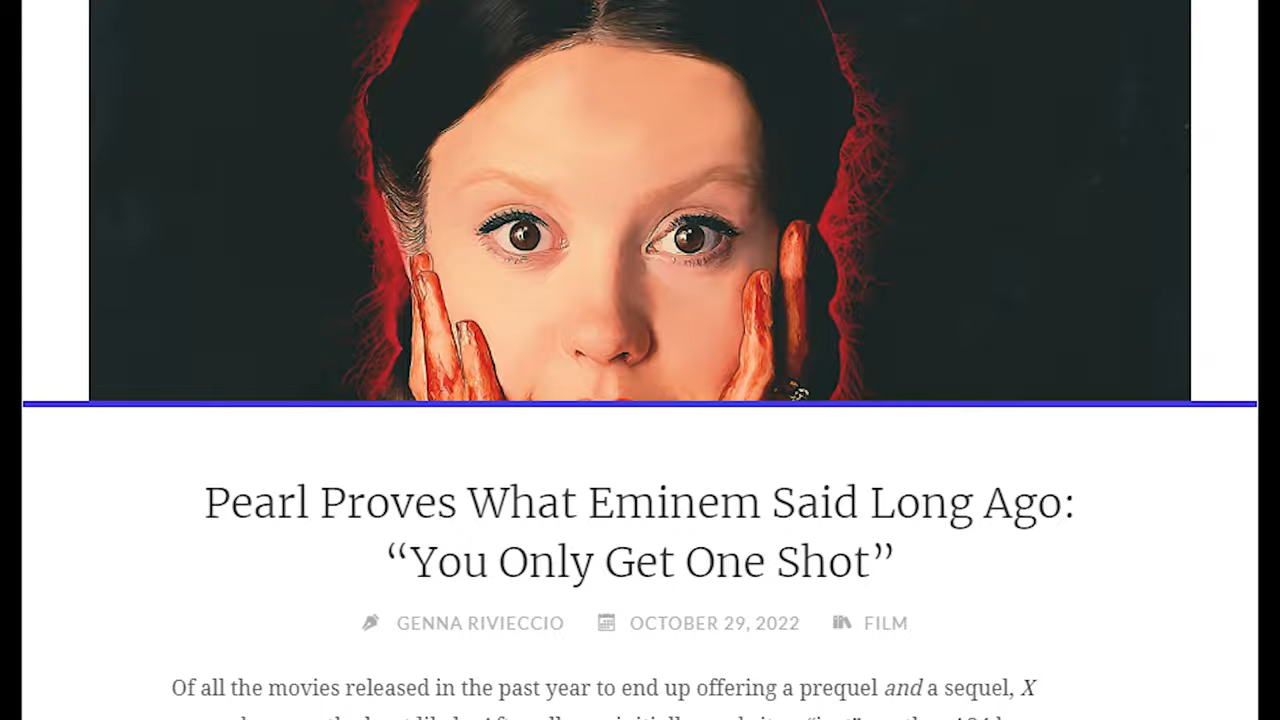 Pearl Proves What Eminem Said Long Ago:
“You Only Get One Shot”
GENNA RIVIECCIO OCTOBER 29, 2022 FILM
Of all the movies released in the past year to end up offering a prequel and a sequel, X